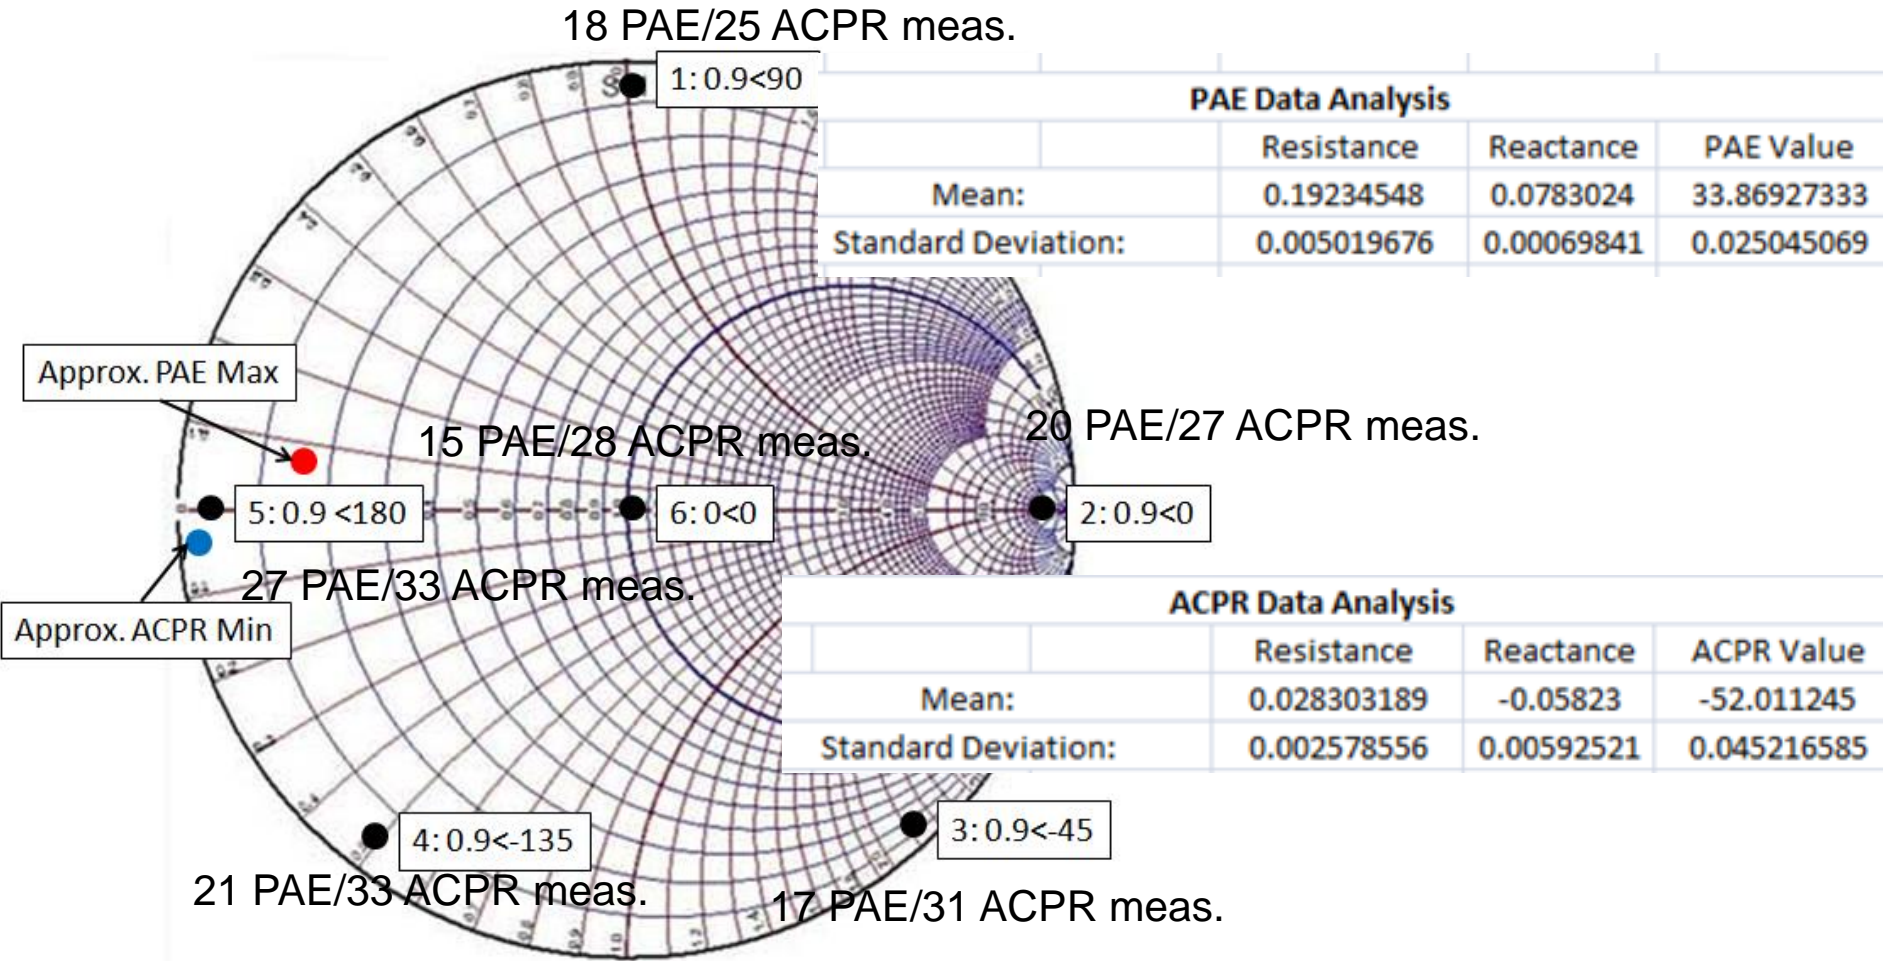 18 PAE/25 ACPR meas.
1: 0.9<90
PAE Data Analysis
Resistance Reactance PAE Value
Mean: 0.19234548 0.0783024 33.86927333
Standard Deviation: 0.005019676 0.00069841 0.025045069
Approx. PAE Max
15 PAE/28 ACPR meas.
20 PAE/27 ACPR meas.
5: 0.9 <180
6: 0<0
2: 0.9<0
27 PAE/33 ACPR meas.
Approx. ACPR Min
ACPR Data Analysis
Resistance Reactance ACPR Value
Mean: 0.028303189 -0.05823 -52.011245
Standard Deviation: 0.002578556 0.00592521 0.045216585
4: 0.9<-135
3: 0.9<-45
21 PAE/33 ACPR meas.
17 PAE/31 ACPR meas.